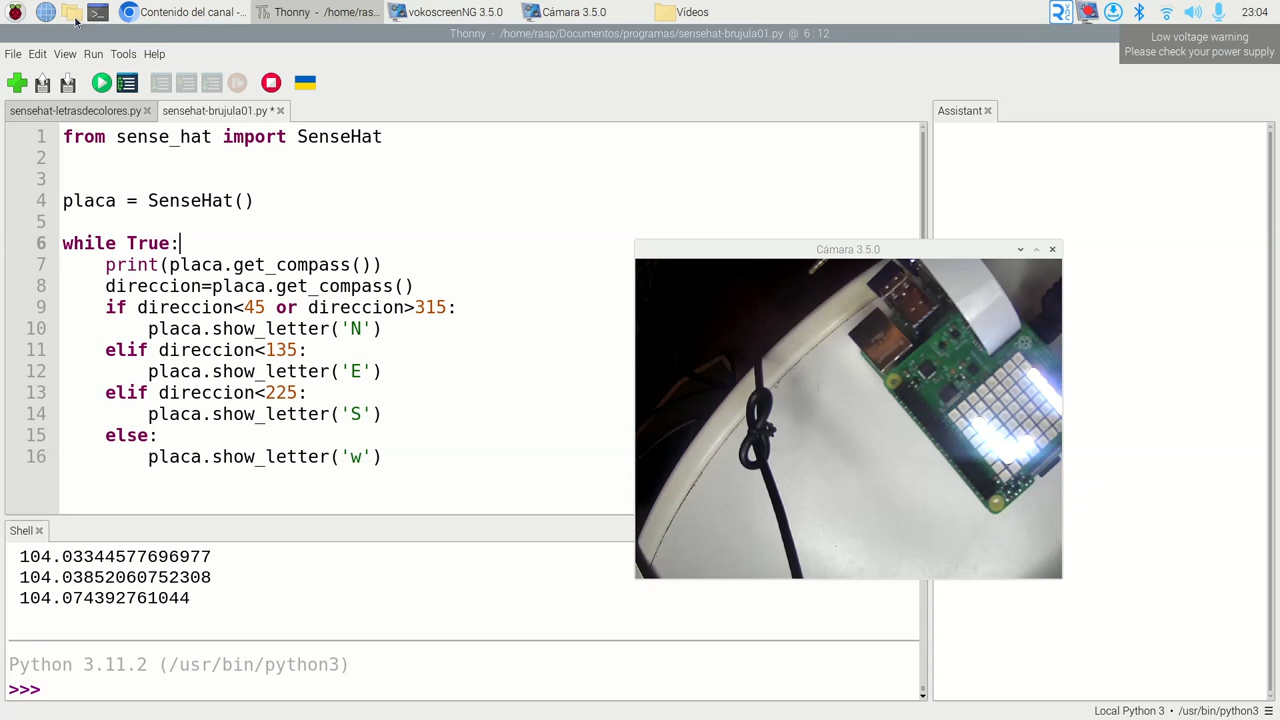 Contenido del canal -...
Thonny - /home/ras...
vokoscreenNG 3.5.0
Cámara 3.5.0
Vídeos
23:04
Thonny - /home/rasp/Documentos/programas/sensehat-brujula01.py @ 6 : 12
Low voltage warning
Please check your power supply
File Edit View Run Tools Help
sensehat-letrasdecolores.py
sensehat-brujula01.py *
Assistant
1 from sense_hat import SenseHat
2
3
4 placa = SenseHat()
5
6 while True:
7 print(placa.get_compass())
8 direccion=placa.get_compass()
9 if direccion<45 or direccion>315:
10 placa.show_letter('N')
11 elif direccion<135:
12 placa.show_letter('E')
13 elif direccion<225:
14 placa.show_letter('S')
15 else:
16 placa.show_letter('w')
Cámara 3.5.0
Shell
104.03344577696977
104.03852060752308
104.074392761044
Python 3.11.2 (/usr/bin/python3)
>>>
Local Python 3 • /usr/bin/python3